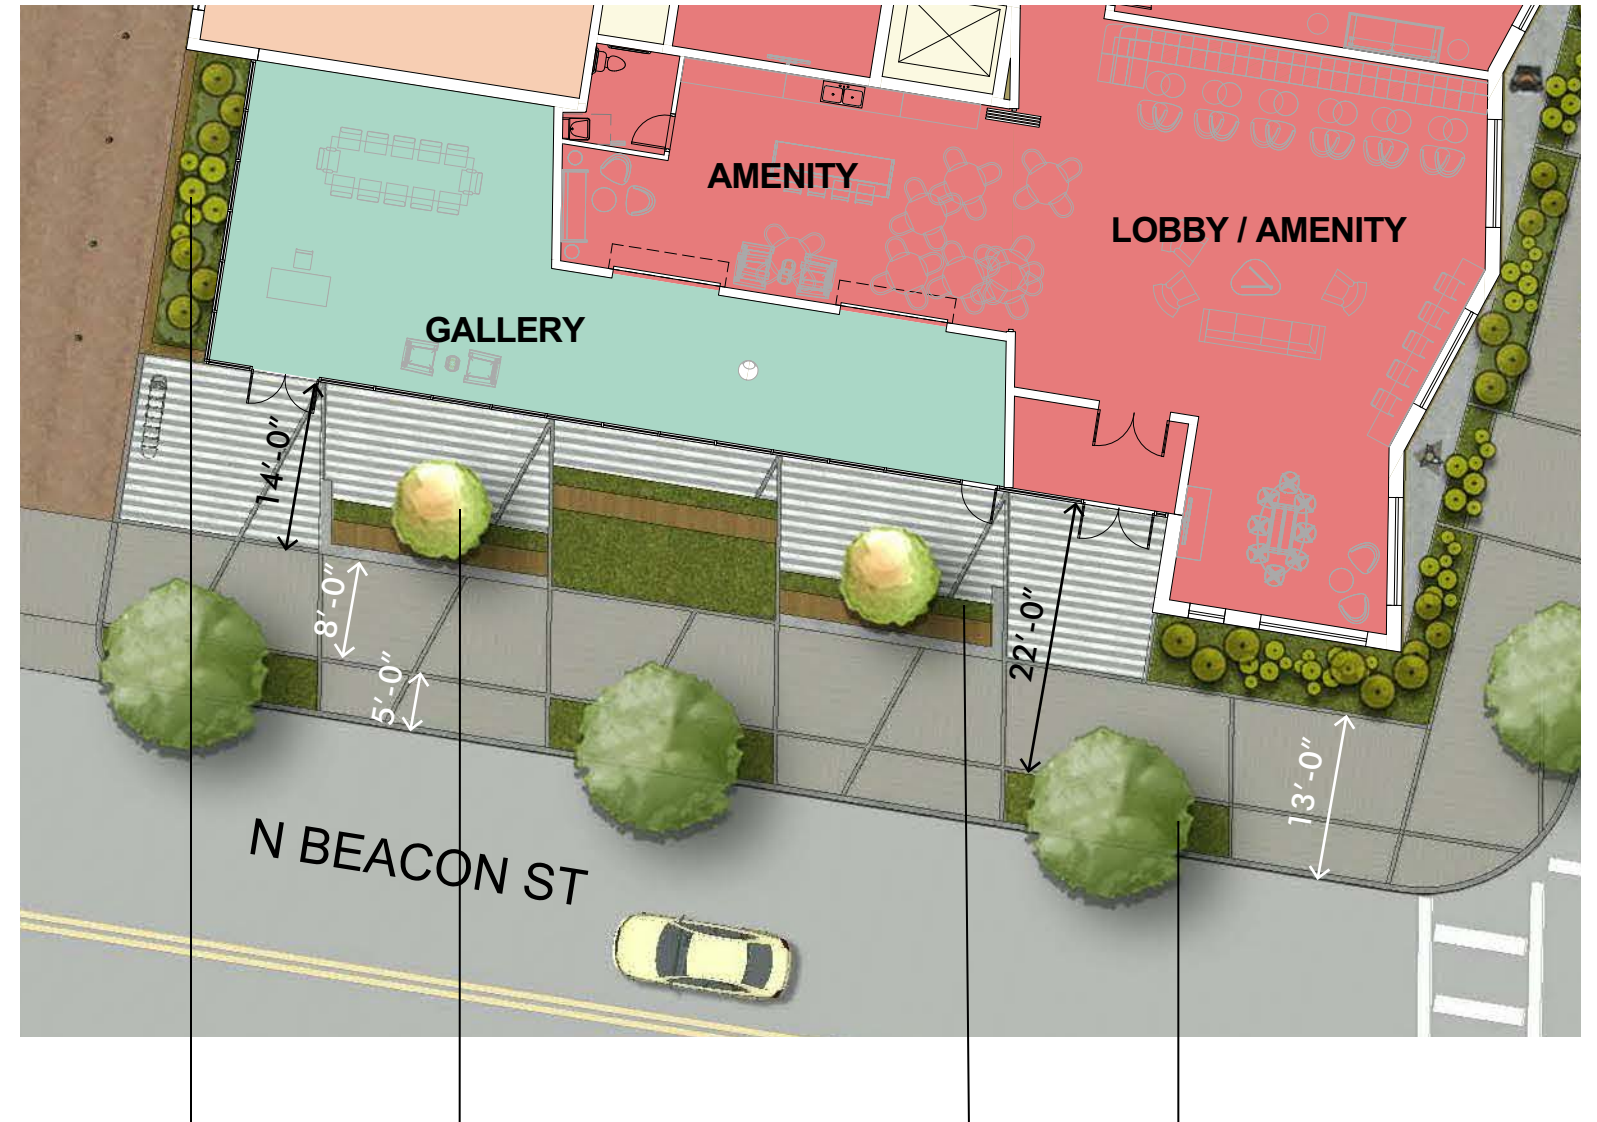 AMENITY
LOBBY / AMENITY
GALLERY
14'-0"
8'-0"
5'-0"
22'-0"
13'-0"
N BEACON ST